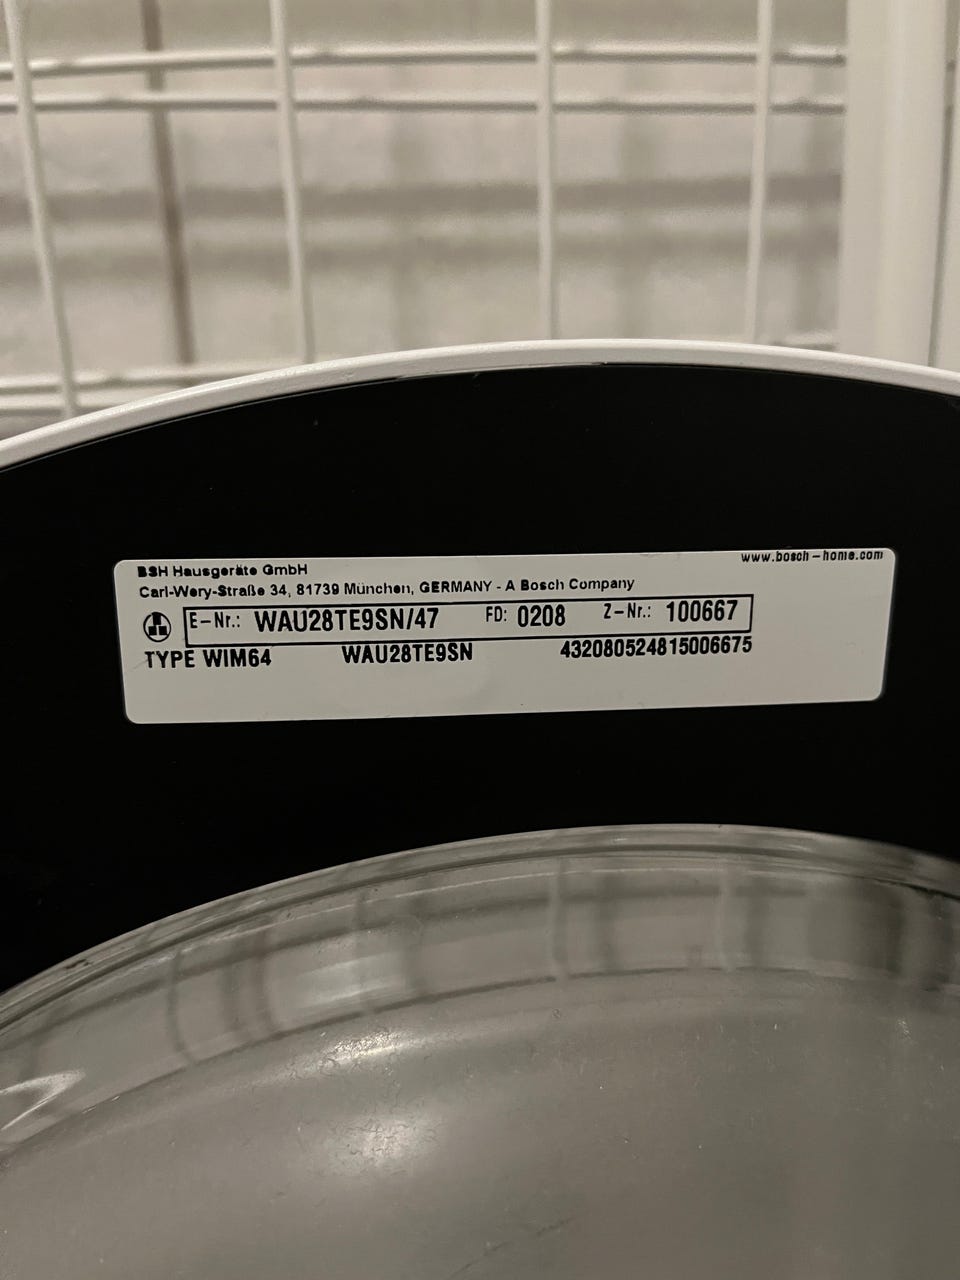 BSH Hausgeräte GmbH
www.bosch-home.com
Carl-Wery-Straße 34, 81739 München, GERMANY - A Bosch Company
E-Nr.: WAU28TE9SN/47 FD: 0208 Z-Nr.: 100667
TYPE WIM64 WAU28TE9SN 432080524815006675